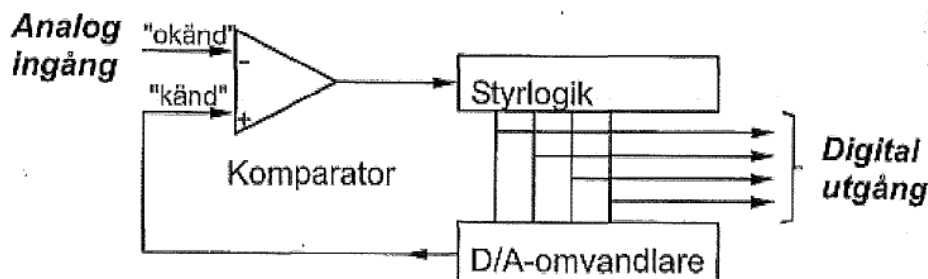 Analog
ingång
"okänd"
-
"känd"
+
Komparator
Styrlogik
Digital
utgång
D/A-omvandlare